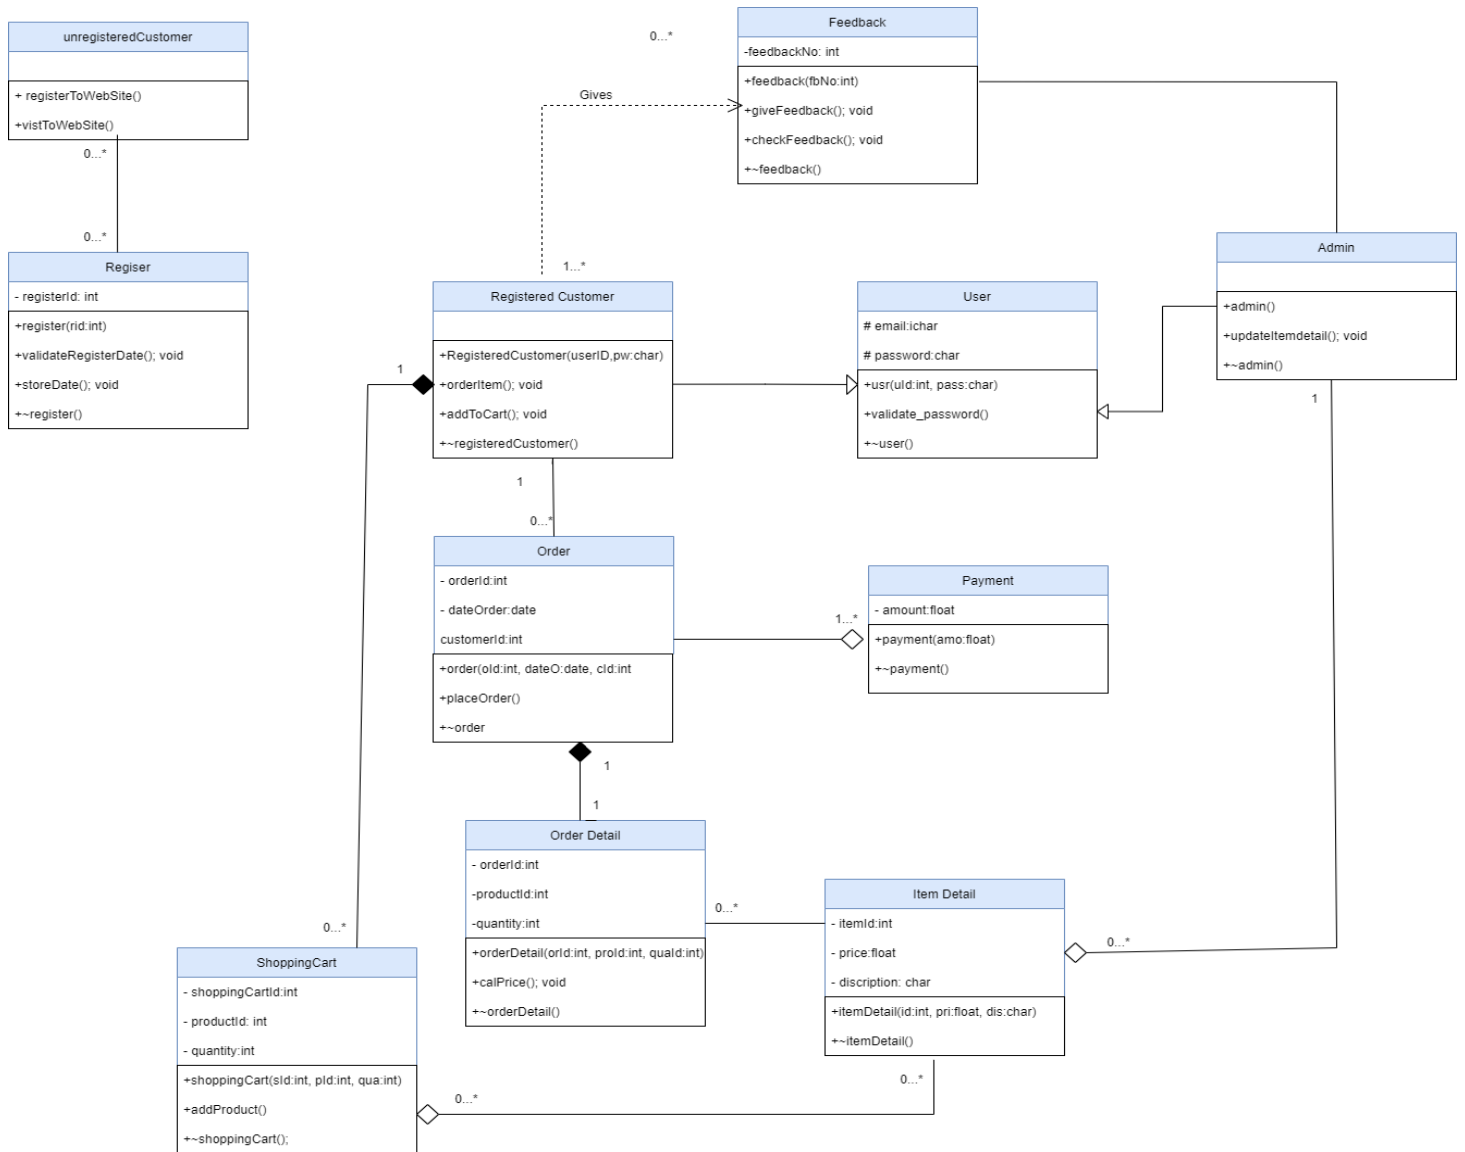 unregisteredCustomer
+ registerToWebSite()
+vistToWebSite()
0...*
0...*
Regiser
- registerId: int
+register(rid:int)
+validateRegisterDate(); void
+storeDate(); void
+~register()
0...*
Feedback
-feedbackNo: int
+feedback(fbNo:int)
+giveFeedback(); void
+checkFeedback(); void
+~feedback()
Gives
1...*
Registered Customer
+RegisteredCustomer(userID,pw:char)
+orderItem(); void
+addToCart(); void
+~registeredCustomer()
1
1
0...*
User
# email:ichar
# password:char
+usr(uId:int, pass:char)
+validate_password()
+~user()
Admin
+admin()
+updateItemdetail(); void
+~admin()
1
Order
- orderId:int
- dateOrder:date
customerId:int
+order(oId:int, dateO:date, cId:int
+placeOrder()
+~order
1...*
Payment
- amount:float
+payment(amo:float)
+~payment()
1
1
Order Detail
- orderId:int
-productId:int
-quantity:int
+orderDetail(orId:int, proId:int, quaId:int)
+calPrice(); void
+~orderDetail()
0...*
Item Detail
- itemId:int
- price:float
- discription: char
+itemDetail(id:int, pri:float, dis:char)
+~itemDetail()
0...*
0...*
0...*
0...*
ShoppingCart
- shoppingCartId:int
- productId: int
- quantity:int
+shoppingCart(sId:int, pId:int, qua:int)
+addProduct()
+~shoppingCart();